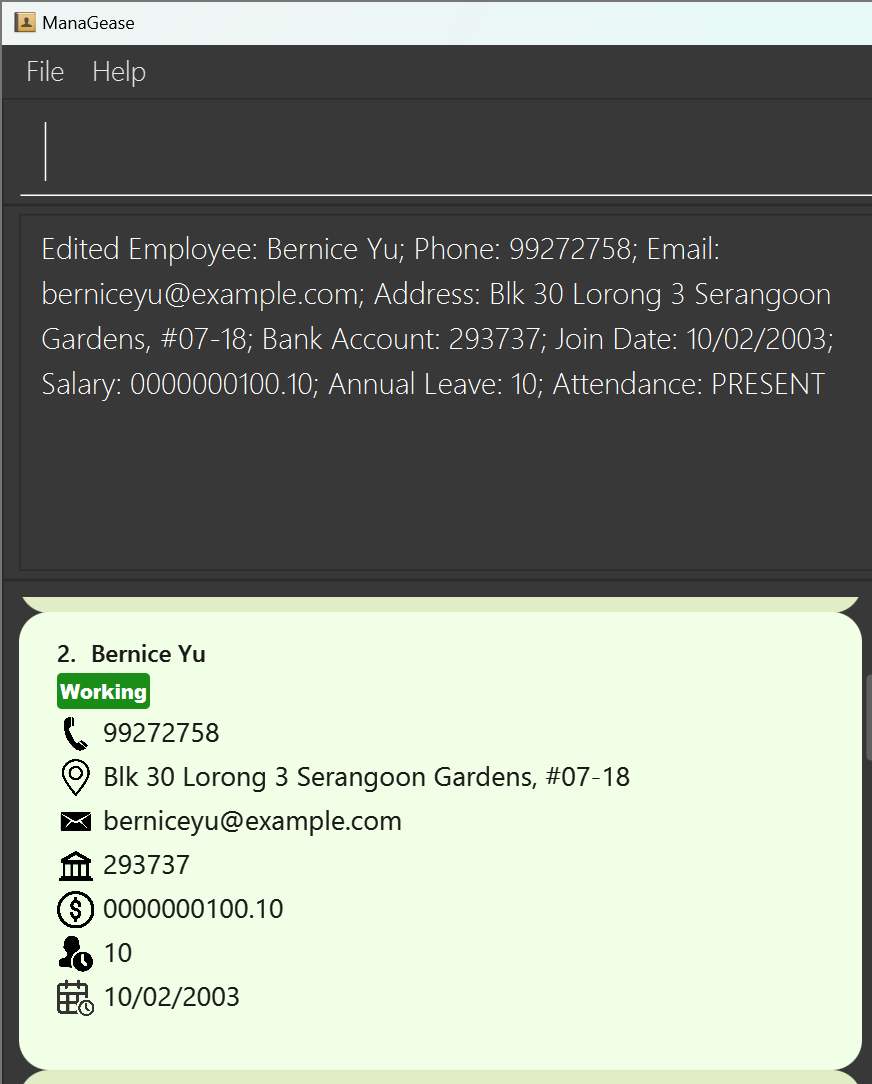 ManaGease
File Help
Edited Employee: Bernice Yu; Phone: 99272758; Email:
berniceyu@example.com; Address: Blk 30 Lorong 3 Serangoon
Gardens, #07-18; Bank Account: 293737; Join Date: 10/02/2003;
Salary: 0000000100.10; Annual Leave: 10; Attendance: PRESENT
2. Bernice Yu
Working
99272758
Blk 30 Lorong 3 Serangoon Gardens, #07-18
berniceyu@example.com
293737
0000000100.10
10
10/02/2003